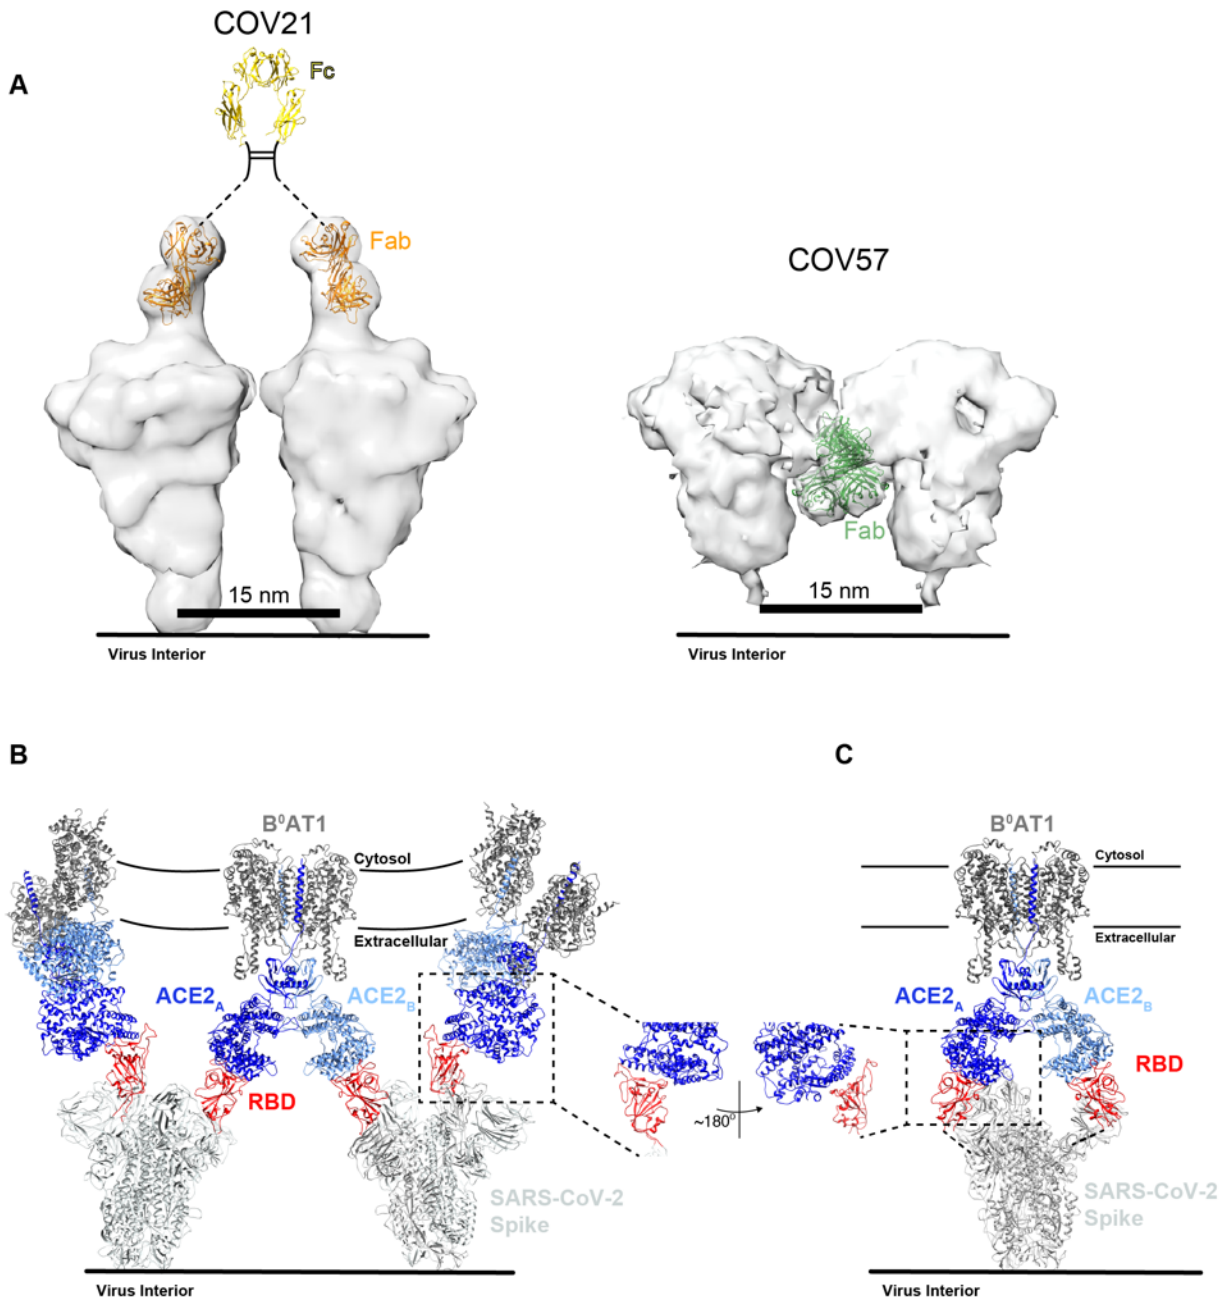 COV21
A
Fc
Fab
COV57
Fab
15 nm
15 nm
Virus Interior
Virus Interior
B
C
B⁰AT1
B⁰AT1
Cytosol
Cytosol
Extracellular
Extracellular
ACE2A
ACE2B
ACE2A
ACE2B
RBD
RBD
~180⁰
SARS-CoV-2
Spike
SARS-CoV-2
Spike
Virus Interior
Virus Interior